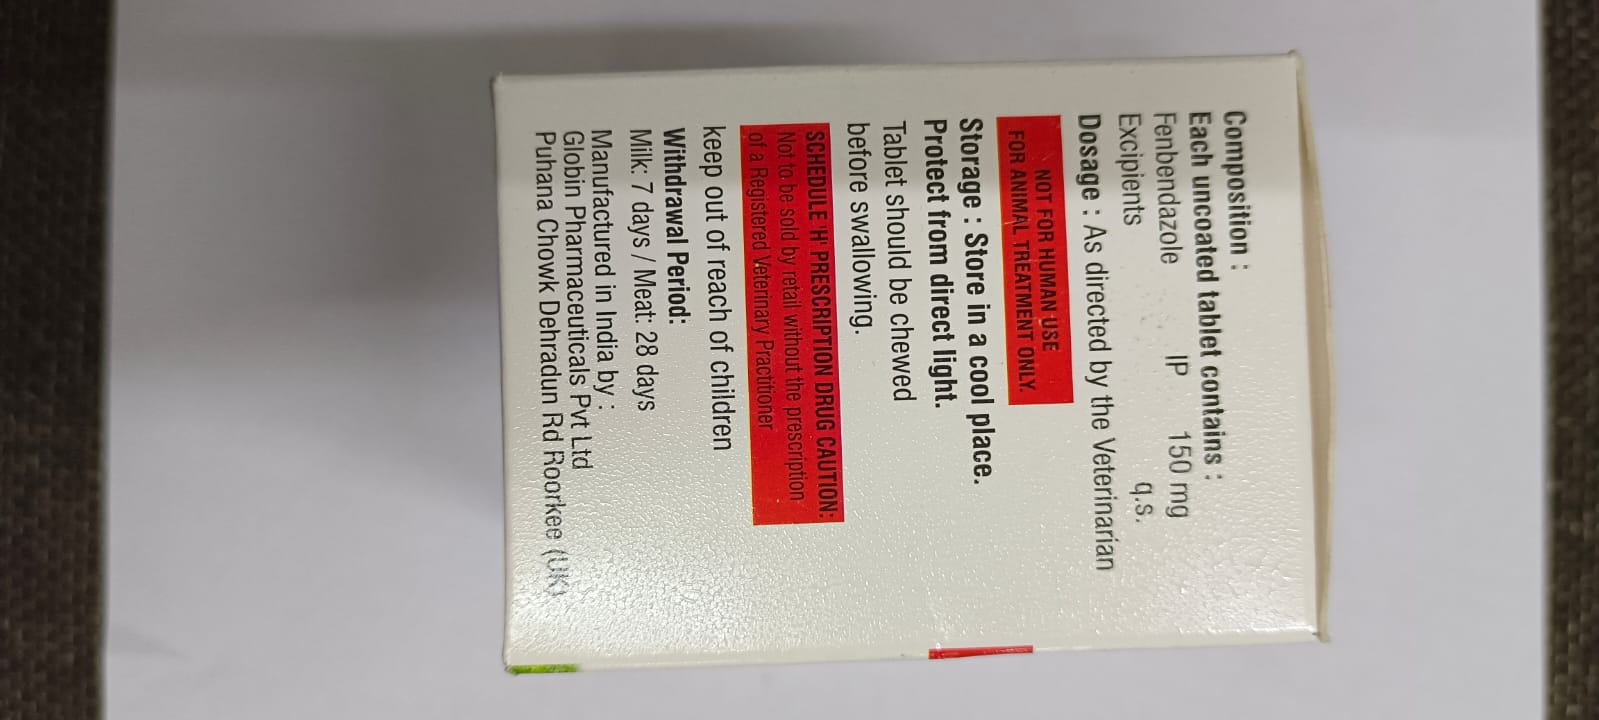 Composition :
Each uncoated tablet contains :
Fenbendazole IP 150 mg
Excipients q.s.
Dosage : As directed by the Veterinarian
NOT FOR HUMAN USE
FOR ANIMAL TREATMENT ONLY.
Storage : Store in a cool place.
Protect from direct light.
Tablet should be chewed
before swallowing.
SCHEDULE 'H' PRESCRIPTION DRUG CAUTION:
Not to be sold by retail without the prescription
of a Registered Veterinary Practitioner
keep out of reach of children
Withdrawal Period:
Milk: 7 days / Meat: 28 days
Manufactured in India by :
Globin Pharmaceuticals Pvt Ltd
Puhana Chowk Dehradun Rd Roorkee (UK)